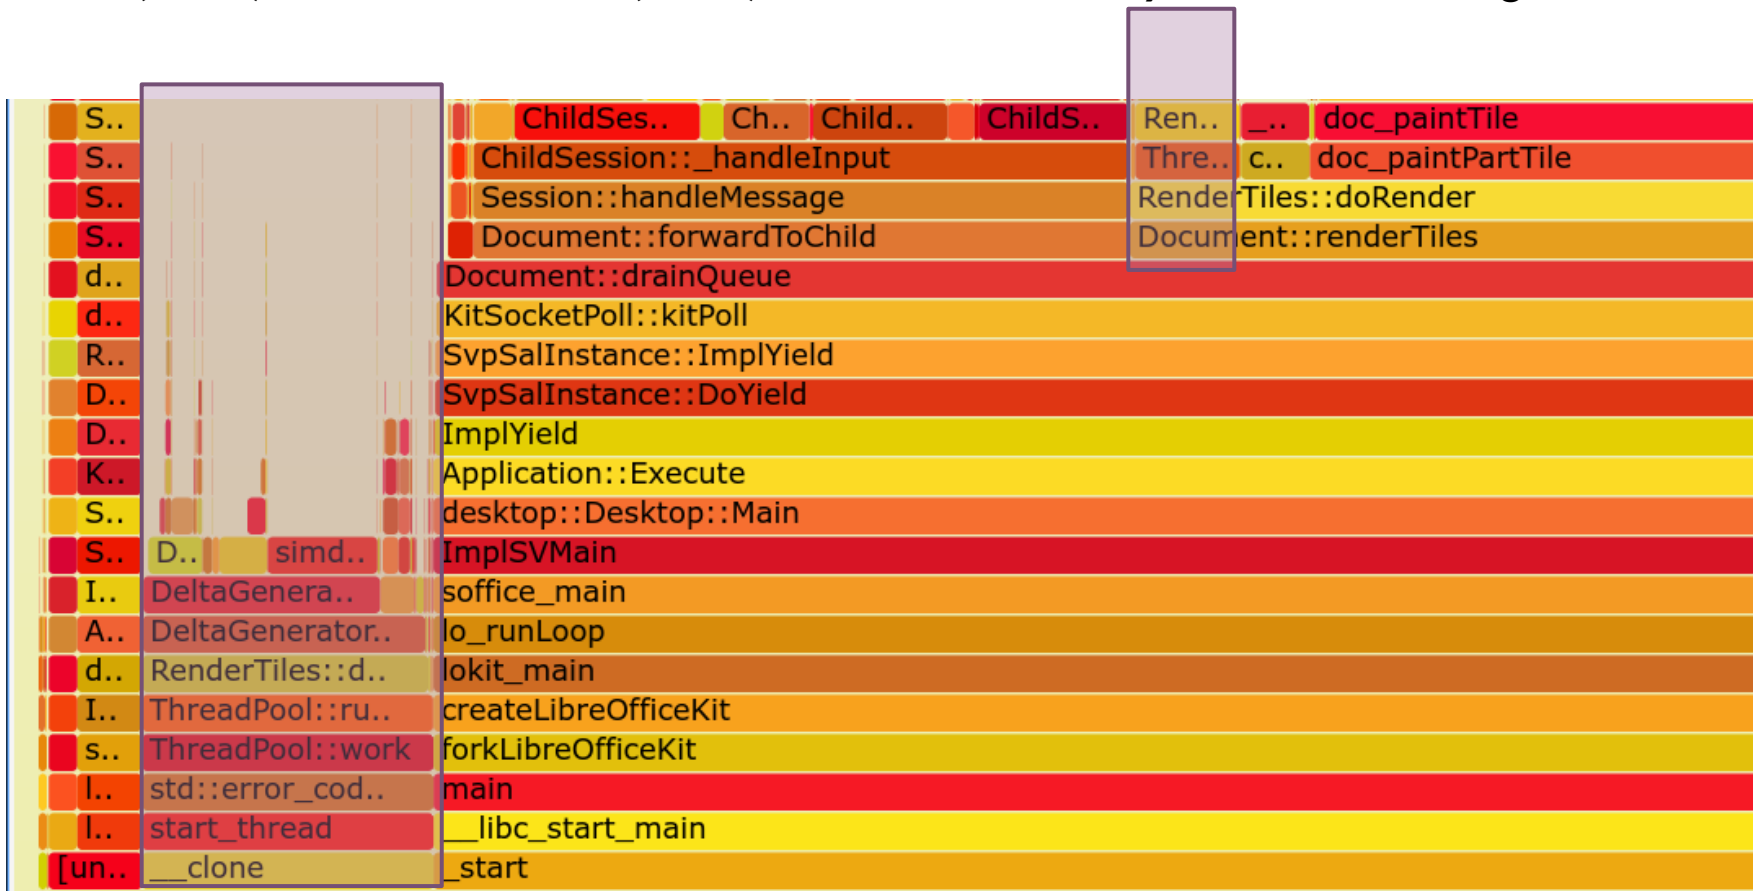 S.. ChildSes.. Ch.. Child.. ChildS.. Ren.. _.. doc_paintTile
S.. ChildSession::_handleInput Thre.. c.. doc_paintPartTile
S.. Session::handleMessage RenderTiles::doRender
S.. Document::forwardToChild Document::renderTiles
d.. Document::drainQueue
d.. KitSocketPoll::kitPoll
R.. SvpSalInstance::ImplYield
D.. SvpSalInstance::DoYield
D.. ImplYield
K.. Application::Execute
S.. desktop::Desktop::Main
S.. D.. simd.. ImplSVMain
I.. DeltaGenera.. soffice_main
A.. DeltaGenerator.. lo_runLoop
d.. RenderTiles::d.. lokit_main
I.. ThreadPool::ru.. createLibreOfficeKit
s.. ThreadPool::work forkLibreOfficeKit
l.. std::error_cod.. main
l.. start_thread __libc_start_main
[un.. __clone _start